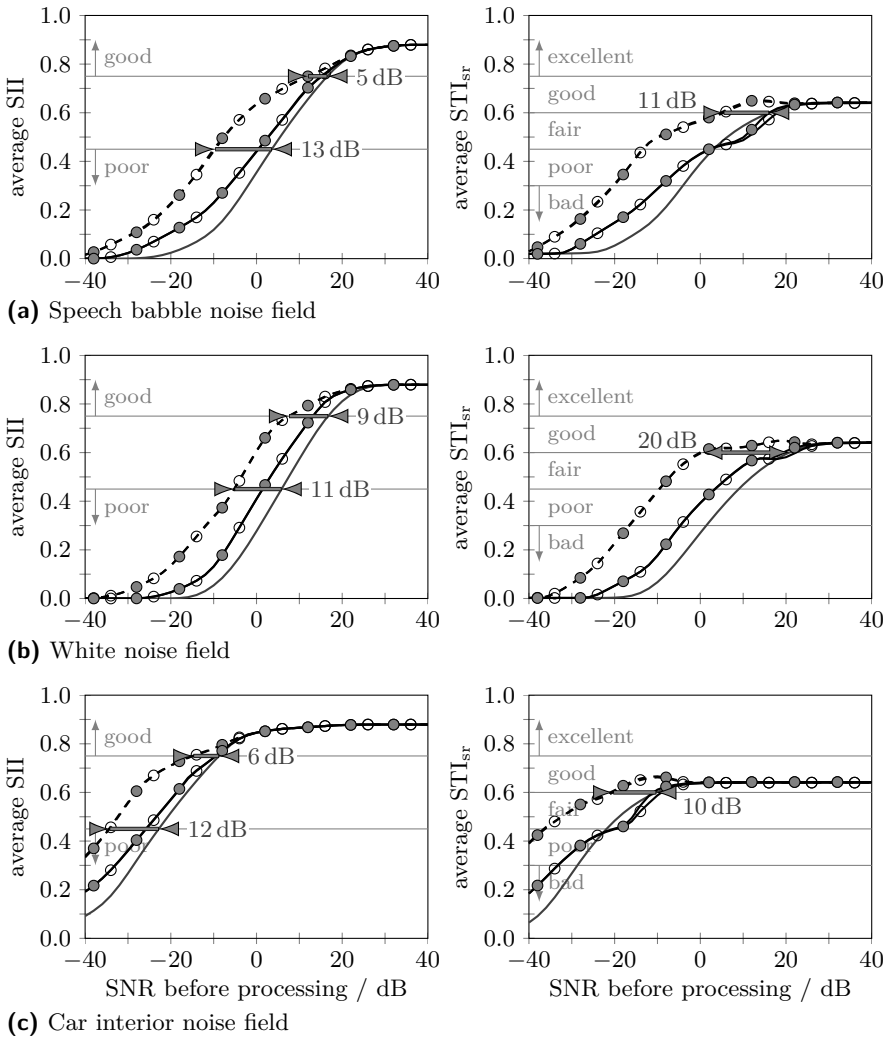 average SII
1.0
0.8
0.6
0.4
0.2
0.0
−40
−20
0
20
40
good
poor
5 dB
13 dB
average STIsr
1.0
0.8
0.6
0.4
0.2
0.0
−40
−20
0
20
40
excellent
good
fair
poor
bad
11 dB
(a) Speech babble noise field
average SII
1.0
0.8
0.6
0.4
0.2
0.0
−40
−20
0
20
40
good
poor
9 dB
11 dB
average STIsr
1.0
0.8
0.6
0.4
0.2
0.0
−40
−20
0
20
40
excellent
good
fair
poor
bad
20 dB
(b) White noise field
average SII
1.0
0.8
0.6
0.4
0.2
0.0
−40
−20
0
20
40
good
poor
6 dB
12 dB
SNR before processing / dB
average STIsr
1.0
0.8
0.6
0.4
0.2
0.0
−40
−20
0
20
40
excellent
good
fair
poor
bad
10 dB
SNR before processing / dB
(c) Car interior noise field